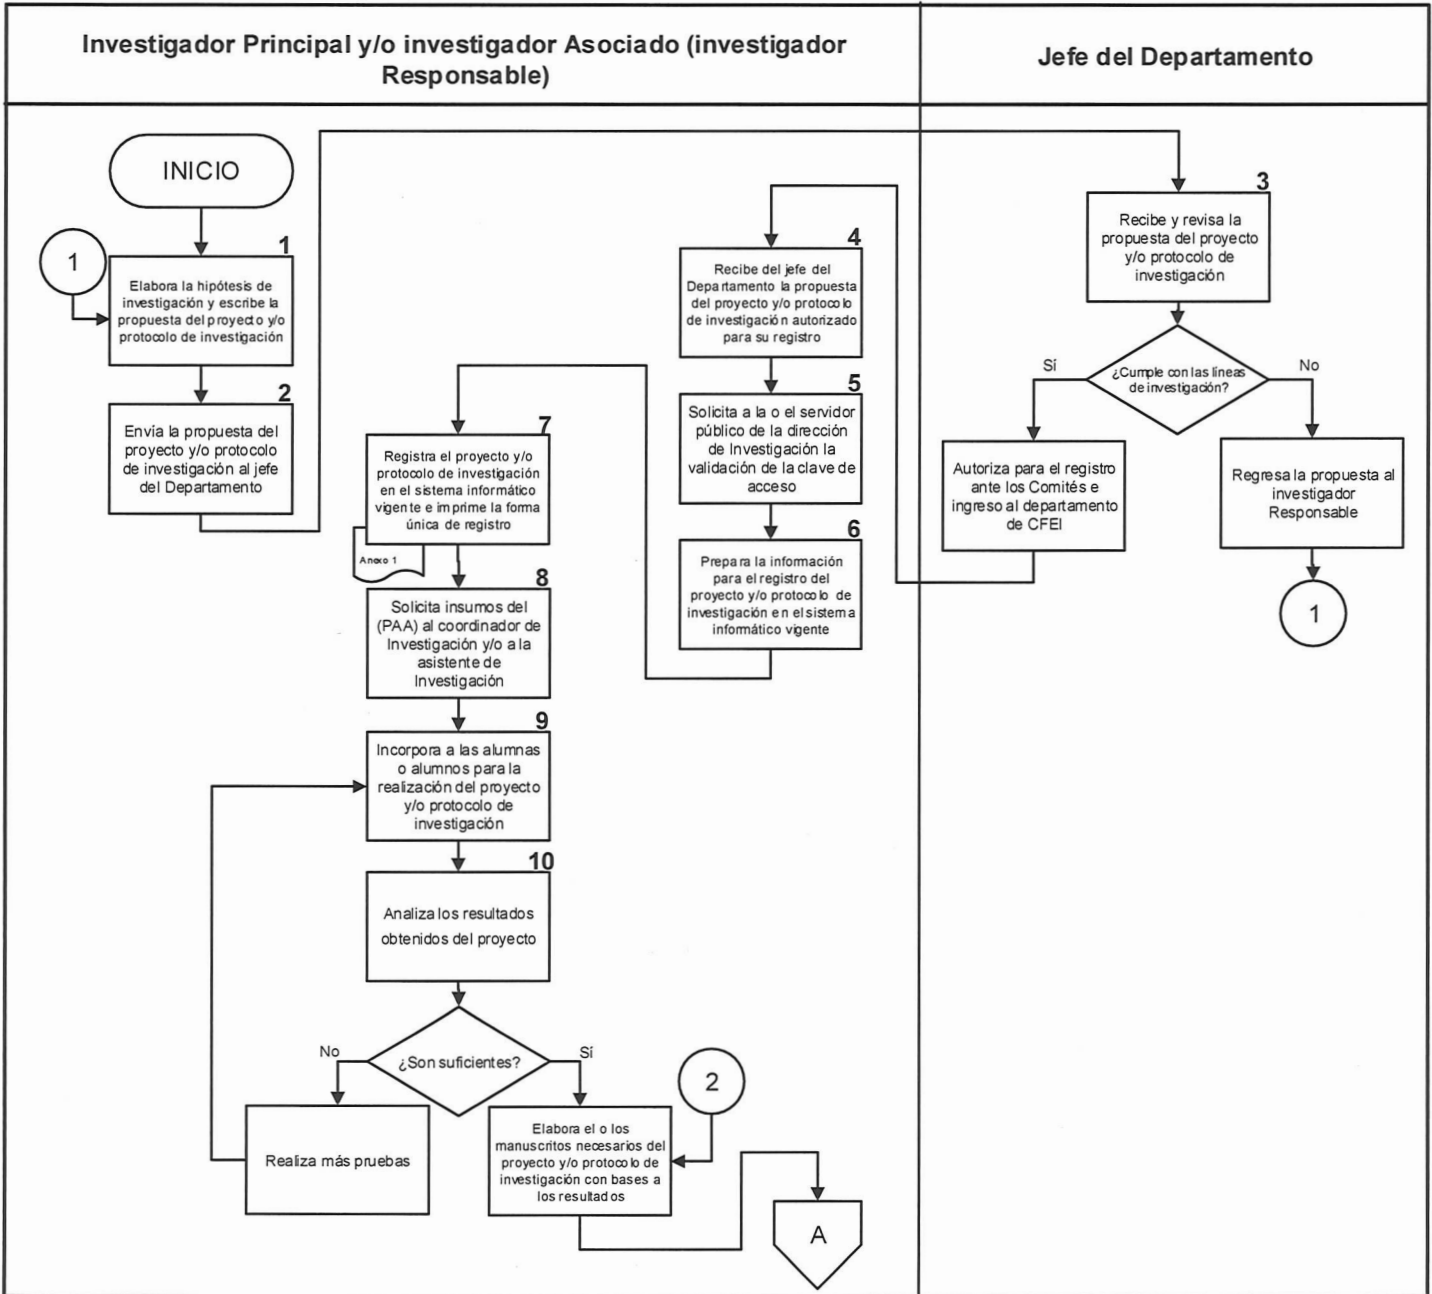 Investigador Principal y/o investigador Asociado (investigador
Responsable)
Jefe del Departamento
INICIO
1
1
Elabora la hipótesis de
investigación y escribe la
propuesta del proyecto y/o
protocolo de investigación
2
Envía la propuesta del
proyecto y/o protocolo
de investigación al jefe
del Departamento
3
Recibe y revisa la
propuesta del proyecto
y/o protocolo de
investigación
¿Cumple con las líneas
de investigación?
Sí
No
Autoriza para el registro
ante los Comités e
ingreso al departamento
de CFEI
Regresa la propuesta al
investigador
Responsable
1
4
Recibe del jefe del
Departamento la propuesta
del proyecto y/o protocolo
de investigación autorizado
para su registro
5
Solicita a la o el servidor
público de la dirección
de Investigación la
validación de la clave de
acceso
6
Prepara la información
para el registro del
proyecto y/o protocolo de
investigación en el sistema
informático vigente
7
Registra el proyecto y/o
protocolo de investigación
en el sistema informático
vigente e imprime la forma
única de registro
Anexo 1
8
Solicita insumos del
(PAA) al coordinador de
Investigación y/o a la
asistente de
Investigación
9
Incorpora a las alumnas
o alumnos para la
realización del proyecto
y/o protocolo de
investigación
10
Analiza los resultados
obtenidos del proyecto
¿Son suficientes?
No
Sí
Realiza más pruebas
2
Elabora el o los
manuscritos necesarios del
proyecto y/o protocolo de
investigación con bases a
los resultados
A